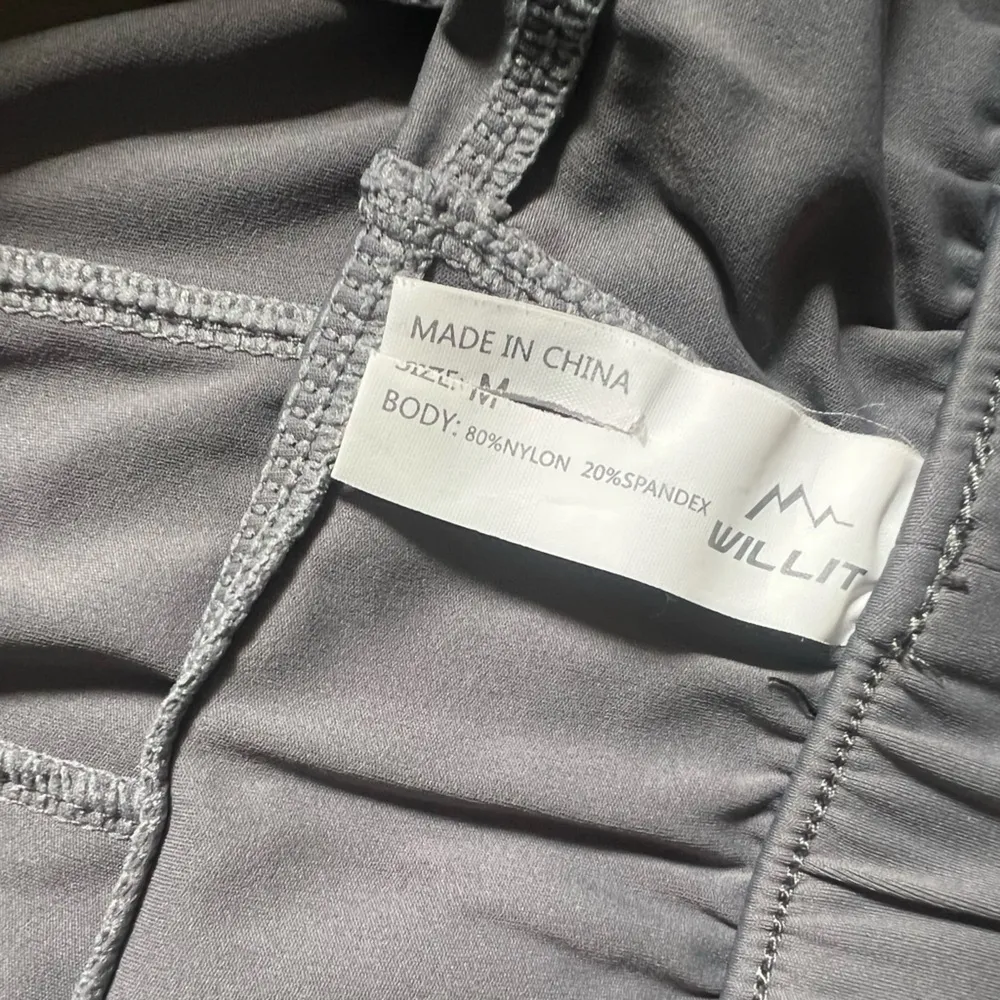 MADE IN CHINA
SIZE: M
BODY: 80%NYLON 20%SPANDEX
WILLIT